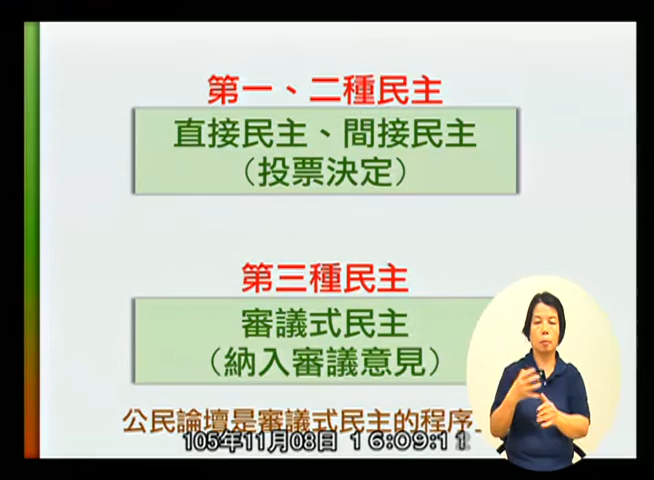 第一、二種民主
直接民主、間接民主
（投票決定）
第三種民主
審議式民主
（納入審議意見）
公民論壇是審議式民主的程序
105年11月08日 16:09:11